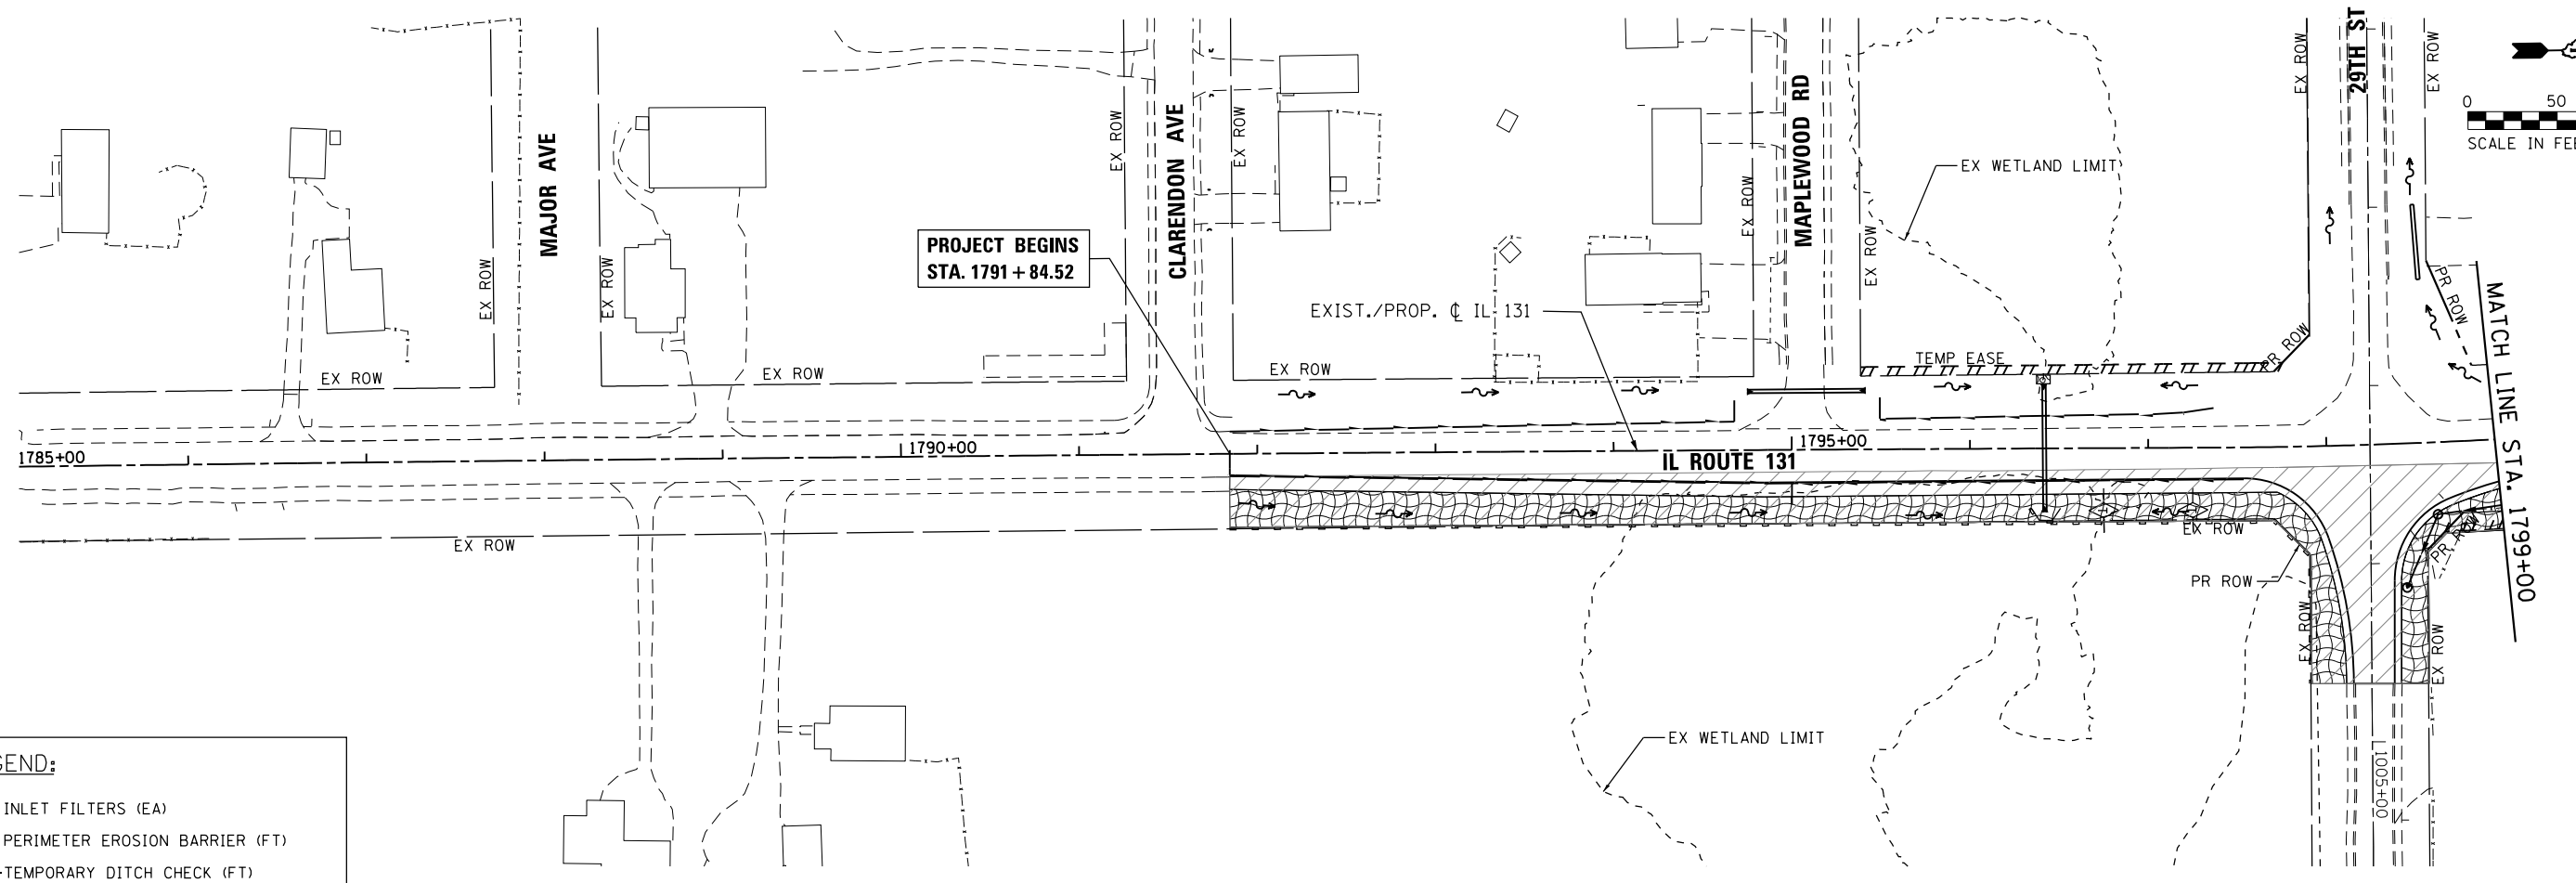 MAJOR AVE
CLARENDON AVE
MAPLEWOOD RD
29TH ST
EX ROW
EX ROW
EX ROW
EX ROW
EX ROW
EX ROW
EX ROW
EX ROW
EX ROW
0 50
SCALE IN FEE
EX WETLAND LIMIT
PROJECT BEGINS
STA. 1791+84.52
EXIST./PROP. ℄ IL 131
PR ROW
PR ROW
TEMP EASE
MATCH LINE STA. 1799+00
EX ROW
EX ROW
EX ROW
1785+00
1790+00
1795+00
IL ROUTE 131
EX ROW
EX ROW
PR ROW
PR ROW
EX ROW
EX ROW
EX WETLAND LIMIT
1005+00
GEND:
INLET FILTERS (EA)
PERIMETER EROSION BARRIER (FT)
TEMPORARY DITCH CHECK (FT)